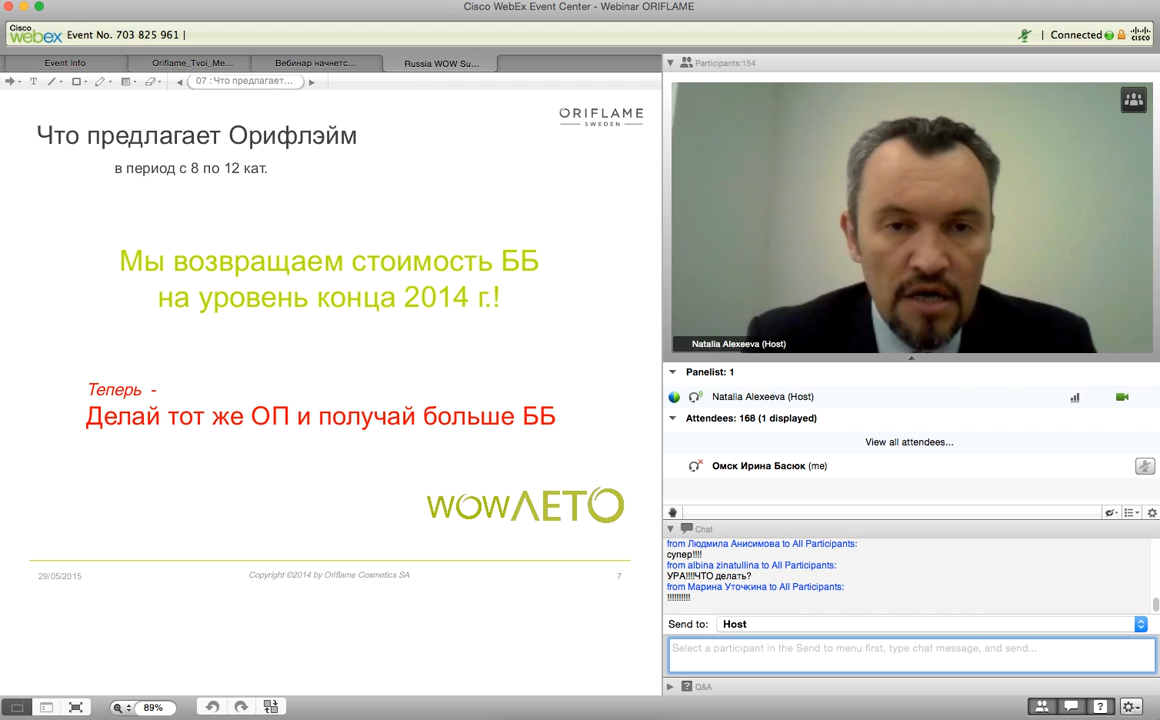 Cisco WebEx Event Center - Webinar ORIFLAME
Cisco webex Event No. 703 825 961 |
| Connected CISCO
Event Info
Oriflame_Tvoi_Me...
Вебинар начнетс...
Russia WOW Su...
T
07 : Что предлагает...
Participants:154
ORIFLAME
SWEDEN
Что предлагает Орифлэйм
в период с 8 по 12 кат.
Мы возвращаем стоимость ББ
на уровень конца 2014 г.!
Теперь -
Делай тот же ОП и получай больше ББ
WOWΛЕТО
29/05/2015
Copyright ©2014 by Oriflame Cosmetics SA
7
Natalia Alexeeva (Host)
Panelist: 1
Natalia Alexeeva (Host)
Attendees: 168 (1 displayed)
View all attendees...
Омск Ирина Басюк (me)
Chat
from Людмила Анисимова to All Participants:
супер!!!!
from albina zinatullina to All Participants:
УРА!!!!ЧТО делать?
from Марина Уточкина to All Participants:
!!!!!!!!!!
Send to: Host
Select a participant in the Send to menu first, type chat message, and send...
? Q&A
89%
?